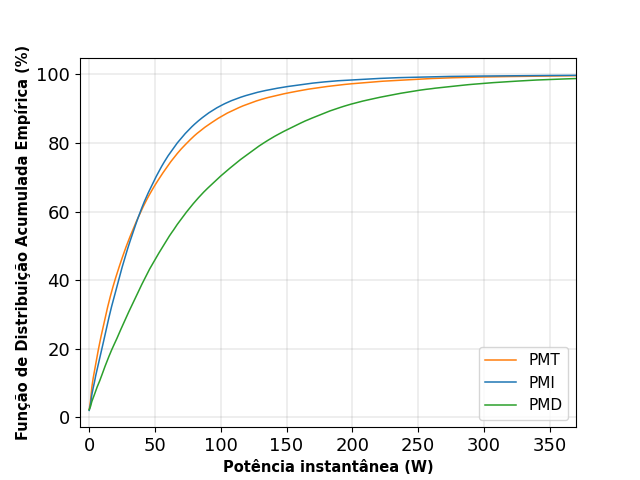 Função de Distribuição Acumulada Empírica (%)
100
80
60
40
20
0
PMT
PMI
PMD
0 50 100 150 200 250 300 350
Potência instantânea (W)